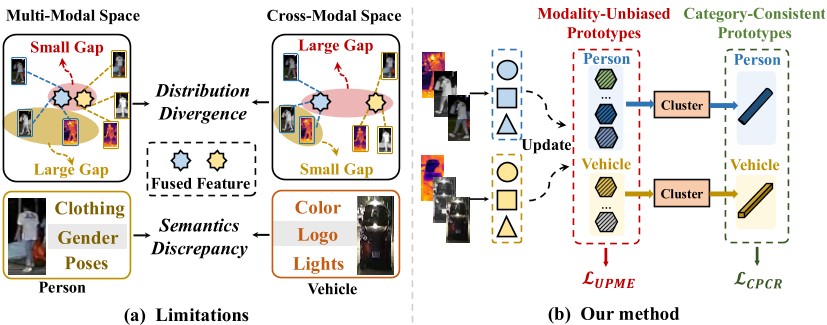 Multi-Modal Space
Cross-Modal Space
Small Gap
Large Gap
Distribution
Divergence
Large Gap
Small Gap
Fused Feature
Clothing
Gender
Poses
Semantics
Discrepancy
Color
Logo
Lights
Person
Vehicle
(a) Limitations
Modality-Unbiased
Prototypes
Category-Consistent
Prototypes
Person
Person
...
Cluster
Update
Vehicle
Vehicle
...
Cluster
ℒ_UPME
ℒ_CPCR
(b) Our method